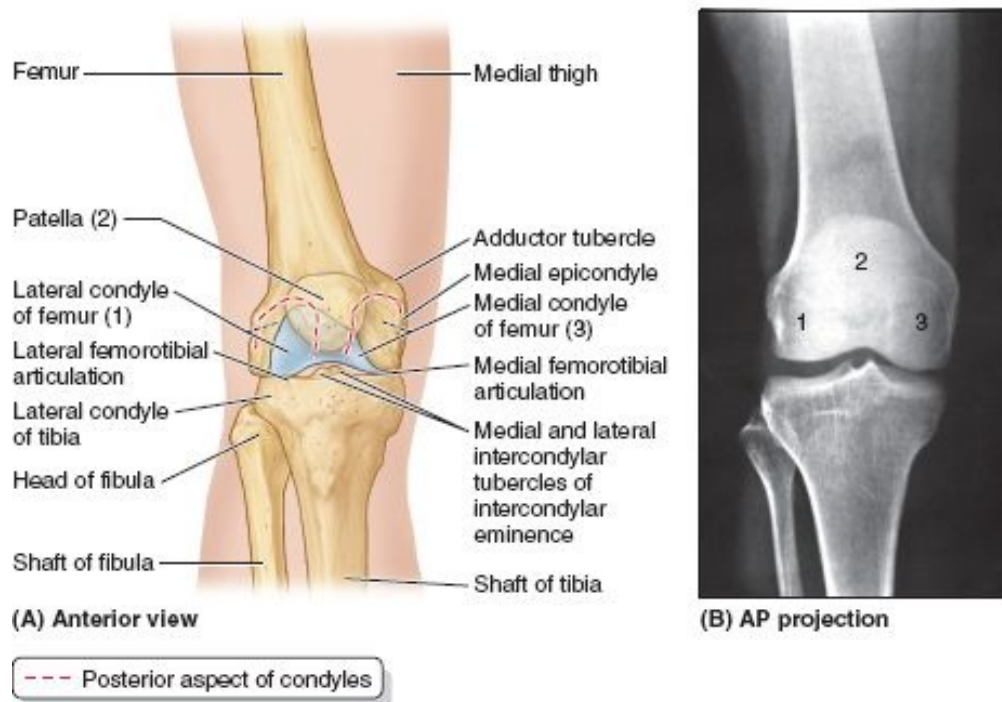 Femur
Patella (2)
Lateral condyle
of femur (1)
Lateral femorotibial
articulation
Lateral condyle
of tibia
Head of fibula
Shaft of fibula
Medial thigh
Adductor tubercle
Medial epicondyle
Medial condyle
of femur (3)
Medial femorotibial
articulation
Medial and lateral
intercondylar
tubercles of
intercondylar
eminence
Shaft of tibia
(A) Anterior view
Posterior aspect of condyles
2
1
3
(B) AP projection